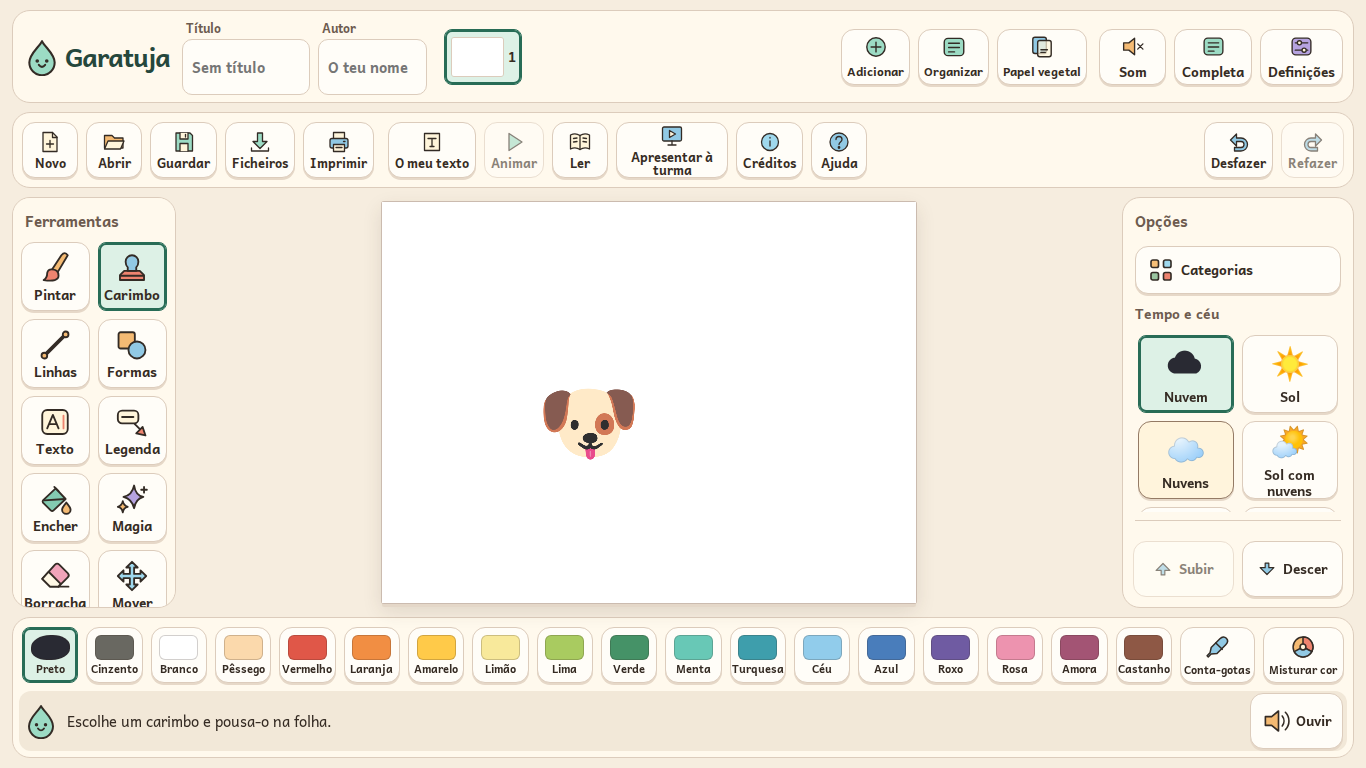 Garatuja
Título
Sem título
Autor
O teu nome
1
Adicionar
Organizar
Papel vegetal
Som
Completa
Definições
Novo
Abrir
Guardar
Ficheiros
Imprimir
O meu texto
Animar
Ler
Apresentar à
turma
Créditos
Ajuda
Desfazer
Refazer
Ferramentas
Pintar
Carimbo
Linhas
Formas
Texto
Legenda
Encher
Magia
Borracha
Mover
Opções
Categorias
Tempo e céu
Nuvem
Sol
Nuvens
Sol com
nuvens
Subir
Descer
Preto
Cinzento
Branco
Pêssego
Vermelho
Laranja
Amarelo
Limão
Lima
Verde
Menta
Turquesa
Céu
Azul
Roxo
Rosa
Amora
Castanho
Conta-gotas
Misturar cor
Escolhe um carimbo e pousa-o na folha.
Ouvir